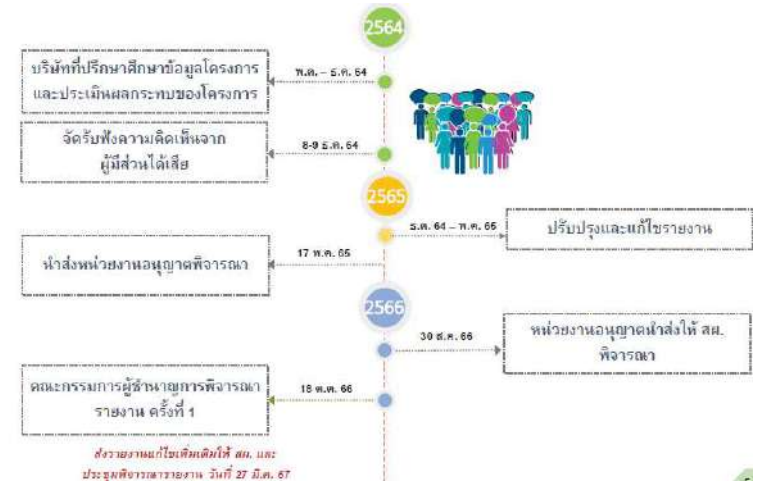 2564
บริษัทที่ปรึกษาศึกษาข้อมูลโครงการ
และประเมินผลกระทบของโครงการ
พ.ค. – ธ.ค. 64
จัดรับฟังความคิดเห็นจาก
ผู้มีส่วนได้เสีย
8-9 ธ.ค. 64
2565
ธ.ค. 64 – พ.ค. 65
ปรับปรุงและแก้ไขรายงาน
นำส่งหน่วยงานอนุญาตพิจารณา
17 พ.ค. 65
2566
30 ส.ค. 66
หน่วยงานอนุญาตนำส่งให้ สผ.
พิจารณา
คณะกรรมการผู้ชำนาญการพิจารณา
รายงาน ครั้งที่ 1
18 ต.ค. 66
ส่งรายงานแก้ไขเพิ่มเติมให้ สผ. และ
ประชุมพิจารณารายงาน วันที่ 27 มี.ค. 67